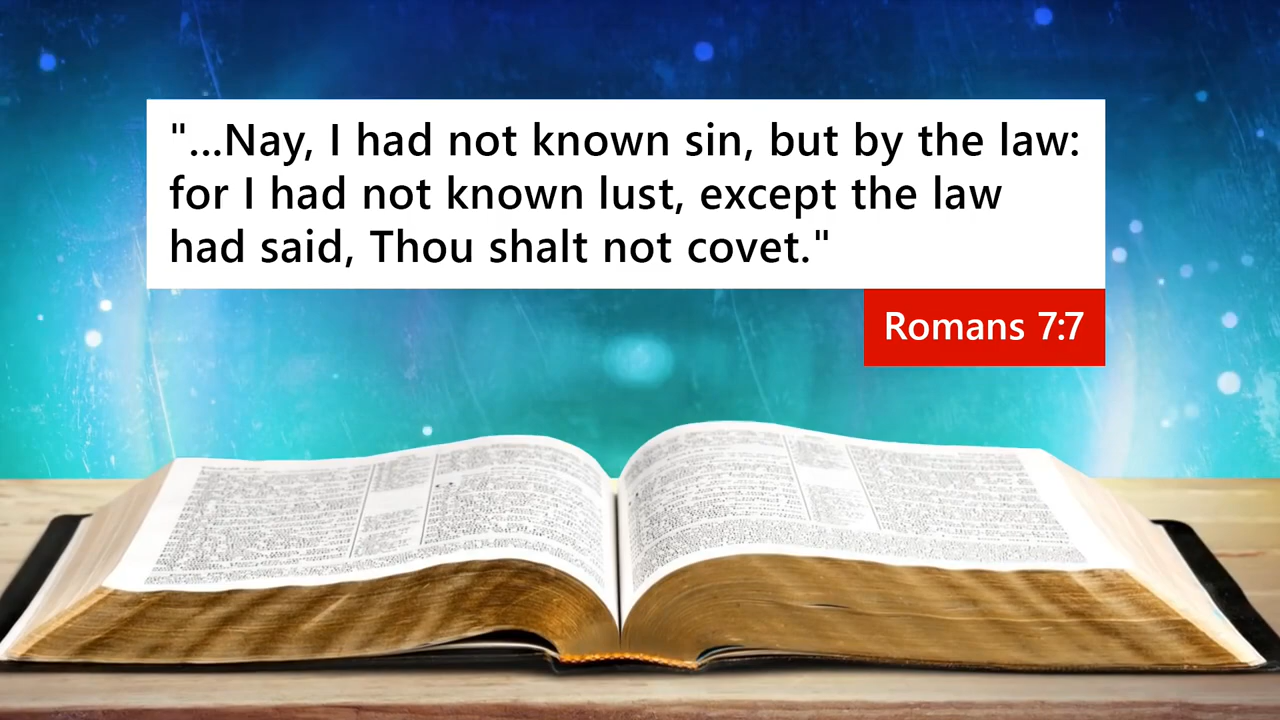 "...Nay, I had not known sin, but by the law:
for I had not known lust, except the law
had said, Thou shalt not covet."
Romans 7:7